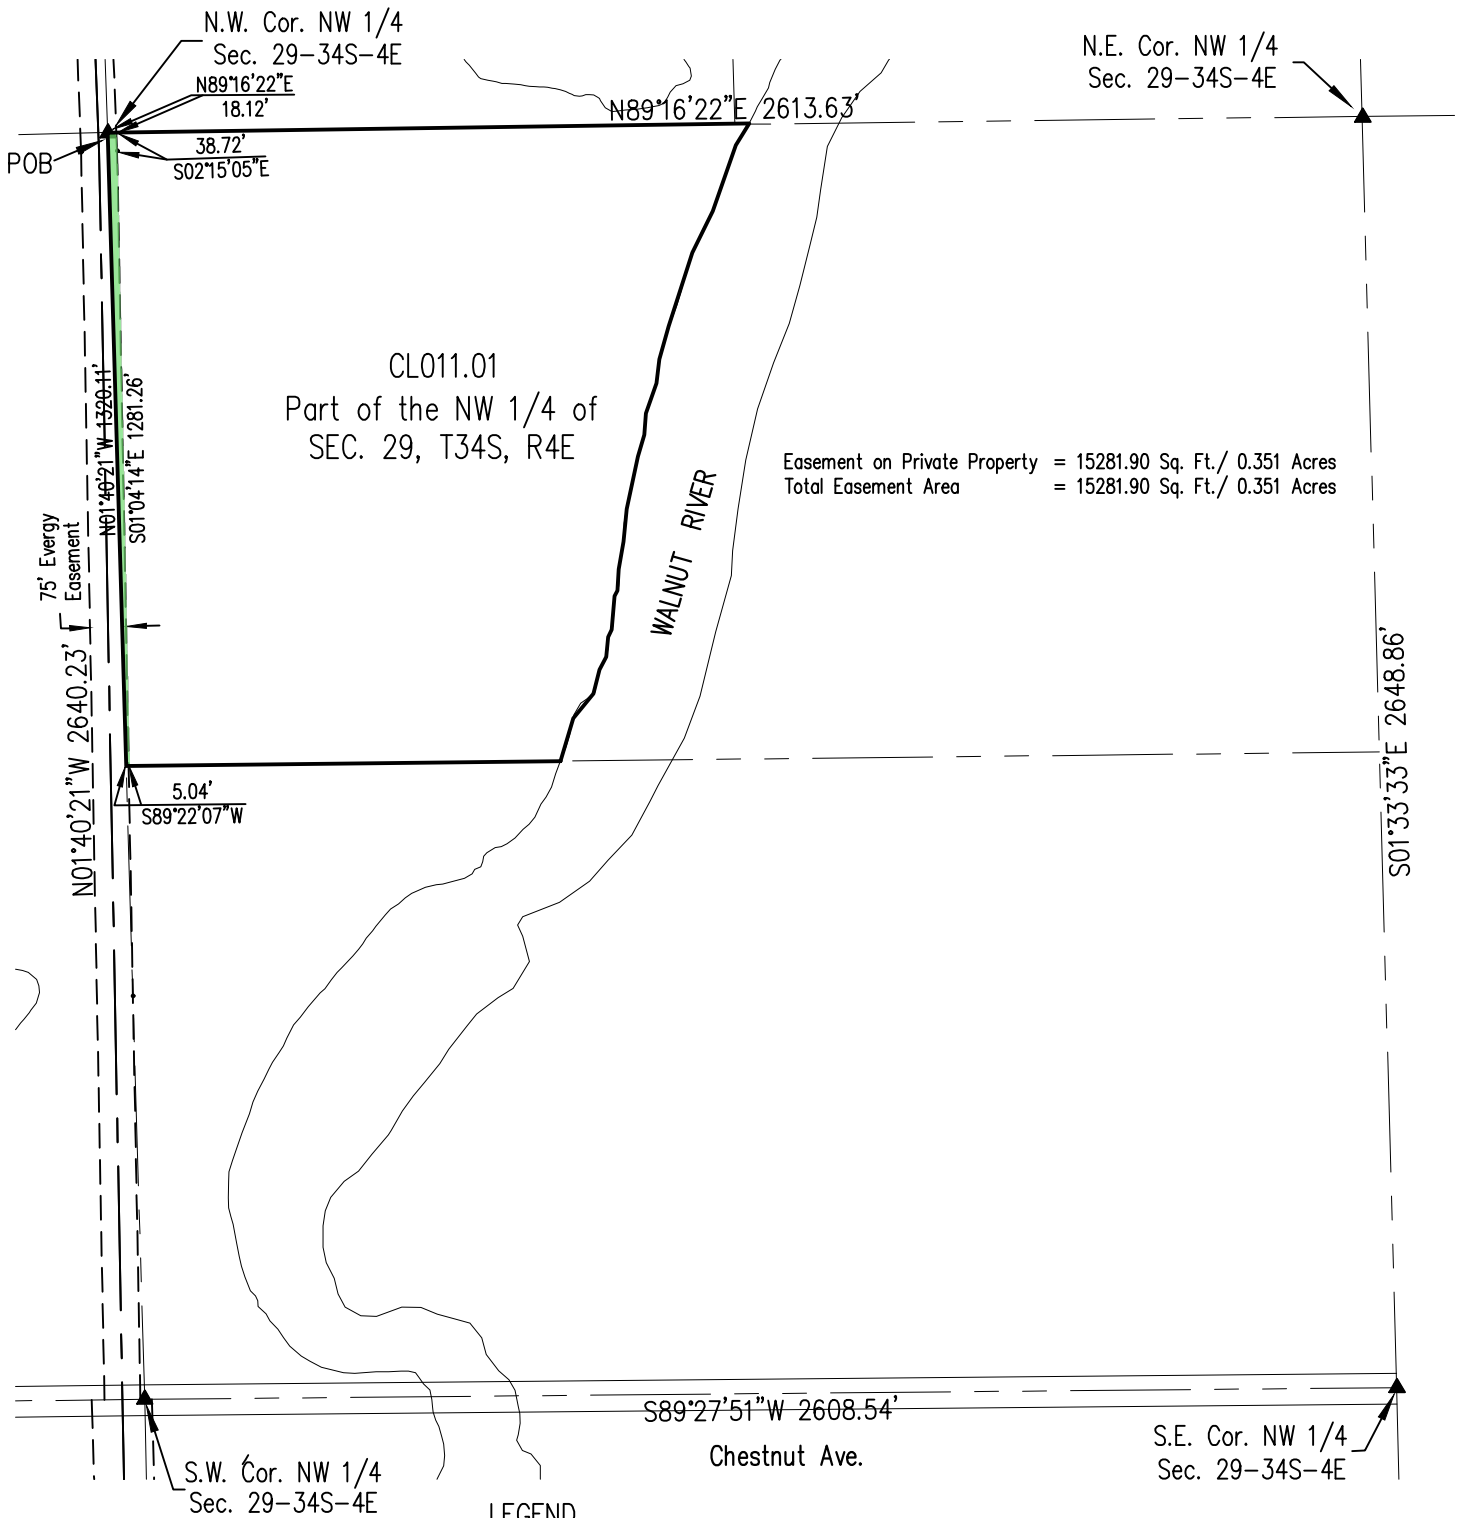 N.W. Cor. NW 1/4
Sec. 29-34S-4E
N.E. Cor. NW 1/4
Sec. 29-34S-4E
N89°16'22"E
18.12'
N89°16'22"E 2613.63'
POB
38.72'
S02°15'05"E
CL011.01
Part of the NW 1/4 of
SEC. 29, T34S, R4E
N01°40'21"W 1320.11'
S01°04'14"E 1281.26'
Easement on Private Property = 15281.90 Sq. Ft./ 0.351 Acres
Total Easement Area = 15281.90 Sq. Ft./ 0.351 Acres
WALNUT RIVER
75' Evergy
Easement
N01°40'21"W 2640.23'
S01°33'33"E 2648.86'
5.04'
S89°22'07"W
S89°27'51"W 2608.54'
Chestnut Ave.
S.W. Cor. NW 1/4
Sec. 29-34S-4E
S.E. Cor. NW 1/4
Sec. 29-34S-4E
LEGEND